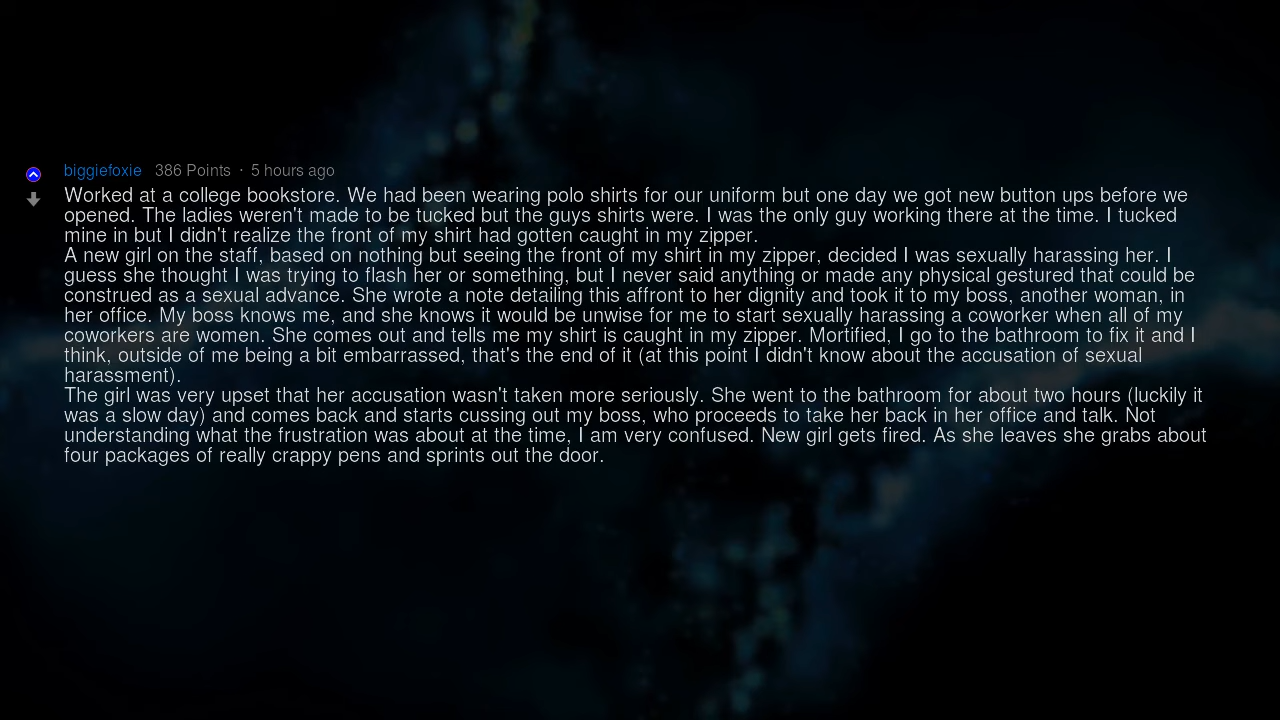 biggiefoxie 386 Points · 5 hours ago
Worked at a college bookstore. We had been wearing polo shirts for our uniform but one day we got new button ups before we
opened. The ladies weren't made to be tucked but the guys shirts were. I was the only guy working there at the time. I tucked
mine in but I didn't realize the front of my shirt had gotten caught in my zipper.
A new girl on the staff, based on nothing but seeing the front of my shirt in my zipper, decided I was sexually harassing her. I
guess she thought I was trying to flash her or something, but I never said anything or made any physical gestured that could be
construed as a sexual advance. She wrote a note detailing this affront to her dignity and took it to my boss, another woman, in
her office. My boss knows me, and she knows it would be unwise for me to start sexually harassing a coworker when all of my
coworkers are women. She comes out and tells me my shirt is caught in my zipper. Mortified, I go to the bathroom to fix it and I
think, outside of me being a bit embarrassed, that's the end of it (at this point I didn't know about the accusation of sexual
harassment).
The girl was very upset that her accusation wasn't taken more seriously. She went to the bathroom for about two hours (luckily it
was a slow day) and comes back and starts cussing out my boss, who proceeds to take her back in her office and talk. Not
understanding what the frustration was about at the time, I am very confused. New girl gets fired. As she leaves she grabs about
four packages of really crappy pens and sprints out the door.